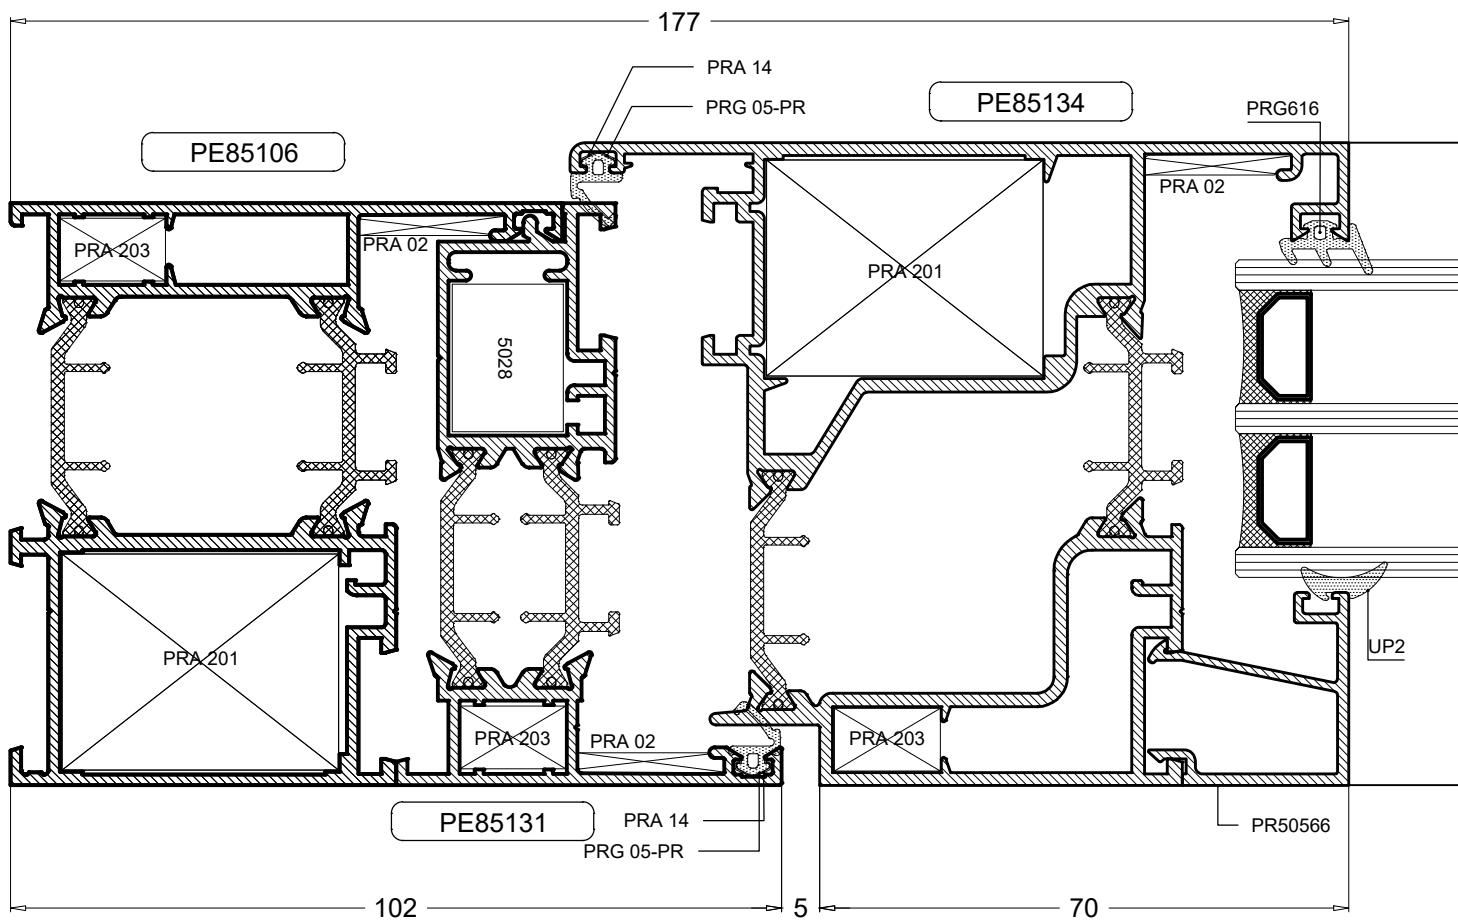 177
PRA 14
PRG 05-PR
PE85134
PRG616
PE85106
PRA 02
PRA 203
PRA 02
PRA 201
5028
PRA 201
UP2
PRA 203
PRA 02
PRA 203
PE85131
PRA 14
PRG 05-PR
PR50566
102
5
70